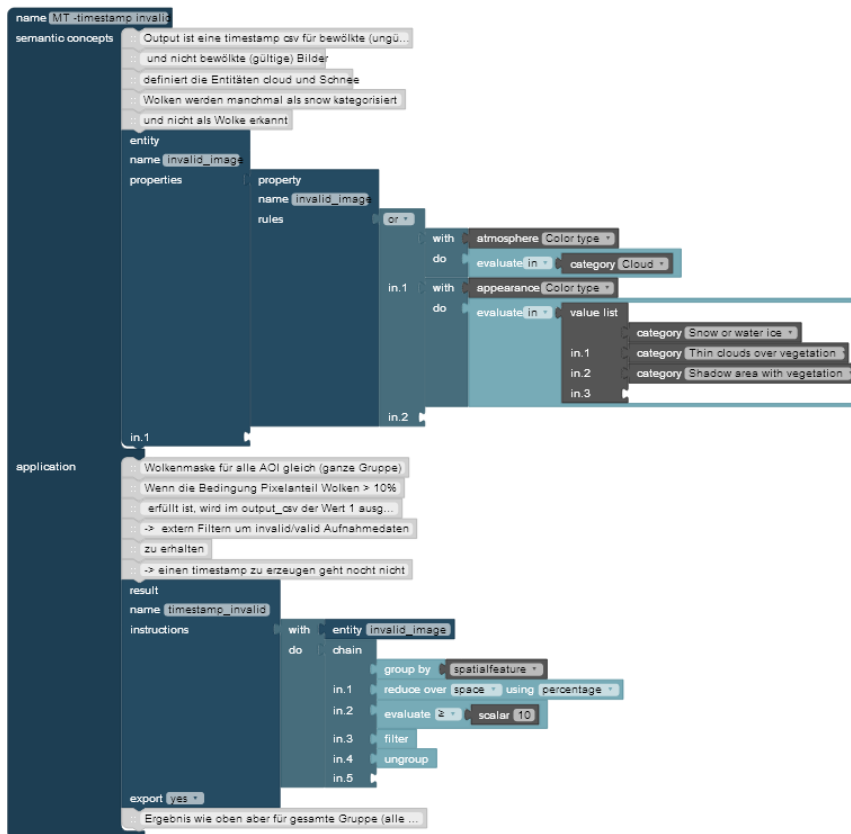 name MT -timestamp invalid
semantic concepts
Output ist eine timestamp csv für bewölkte (ungü...
und nicht bewölkte (gültige) Bilder
definiert die Entitäten cloud und Schnee
Wolken werden manchmal als snow kategorisiert
und nicht als Wolke erkannt
entity
name invalid_image
properties property
name invalid_image
rules or
with atmosphere Color type
do evaluate in category Cloud
in.1 with appearance Color type
do evaluate in value list
category Snow or water ice
in.1 category Thin clouds over vegetation
in.2 category Shadow area with vegetation
in.3
in.2
in.1
application
Wolkenmaske für alle AOI gleich (ganze Gruppe)
Wenn die Bedingung Pixelanteil Wolken > 10%
erfüllt ist, wird im output_csv der Wert 1 ausg...
-> extern Filtern um invalid/valid Aufnahmedaten
zu erhalten
-> einen timestamp zu erzeugen geht nocht nicht
result
name timestamp_invalid
instructions with entity invalid_image
do chain
group by spatialfeature
in.1 reduce over space using percentage
in.2 evaluate ≥ scalar 10
in.3 filter
in.4 ungroup
in.5
export yes
Ergebnis wie oben aber für gesamte Gruppe (alle ...